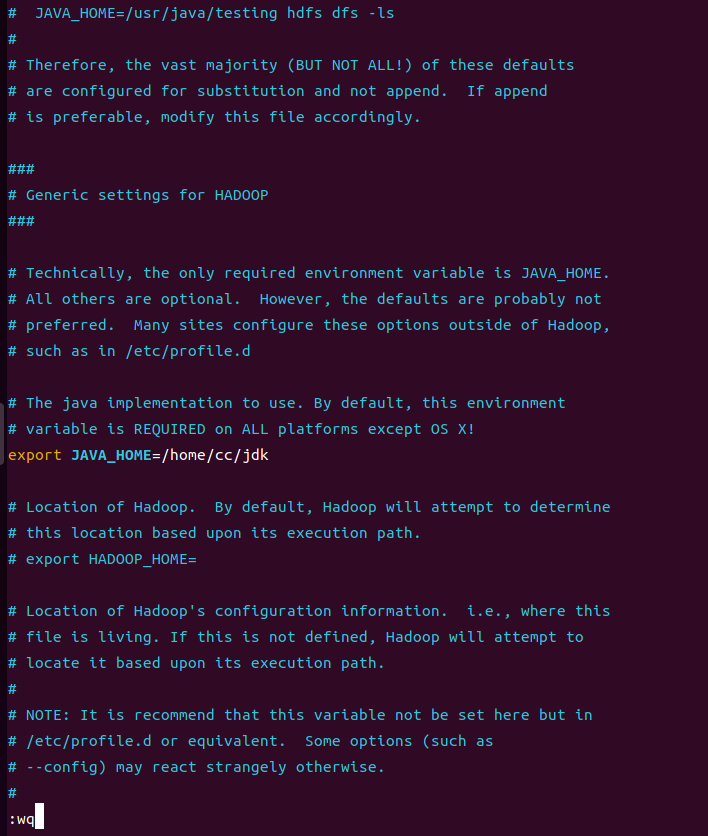 #  JAVA_HOME=/usr/java/testing hdfs dfs -ls
#
# Therefore, the vast majority (BUT NOT ALL!) of these defaults
# are configured for substitution and not append.  If append
# is preferable, modify this file accordingly.
###
# Generic settings for HADOOP
###
# Technically, the only required environment variable is JAVA_HOME.
# All others are optional.  However, the defaults are probably not
# preferred.  Many sites configure these options outside of Hadoop,
# such as in /etc/profile.d
# The java implementation to use. By default, this environment
# variable is REQUIRED on ALL platforms except OS X!
export JAVA_HOME=/home/cc/jdk
# Location of Hadoop.  By default, Hadoop will attempt to determine
# this location based upon its execution path.
# export HADOOP_HOME=
# Location of Hadoop's configuration information.  i.e., where this
# file is living. If this is not defined, Hadoop will attempt to
# locate it based upon its execution path.
#
# NOTE: It is recommend that this variable not be set here but in
# /etc/profile.d or equivalent.  Some options (such as
# --config) may react strangely otherwise.
#
:wq